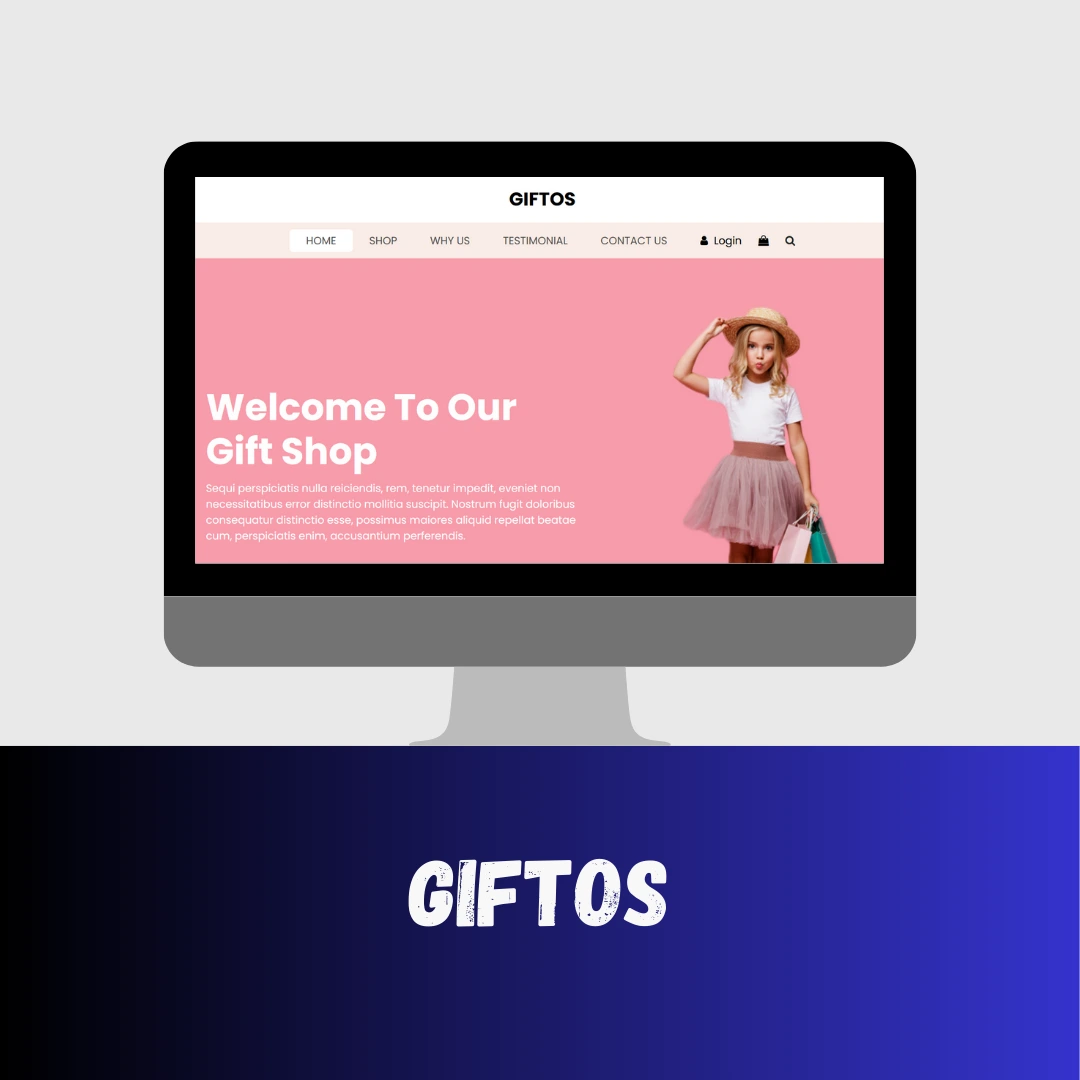 GIFTOS
HOME SHOP WHY US TESTIMONIAL CONTACT US Login
Welcome To Our
Gift Shop
Sequi perspiciatis nulla reiciendis, rem, tenetur impedit, eveniet non
necessitatibus error distinctio mollitia suscipit. Nostrum fugit doloribus
consequatur distinctio esse, possimus maiores aliquid repellat beatae
cum, perspiciatis enim, accusantium perferendis.
GIFTOS